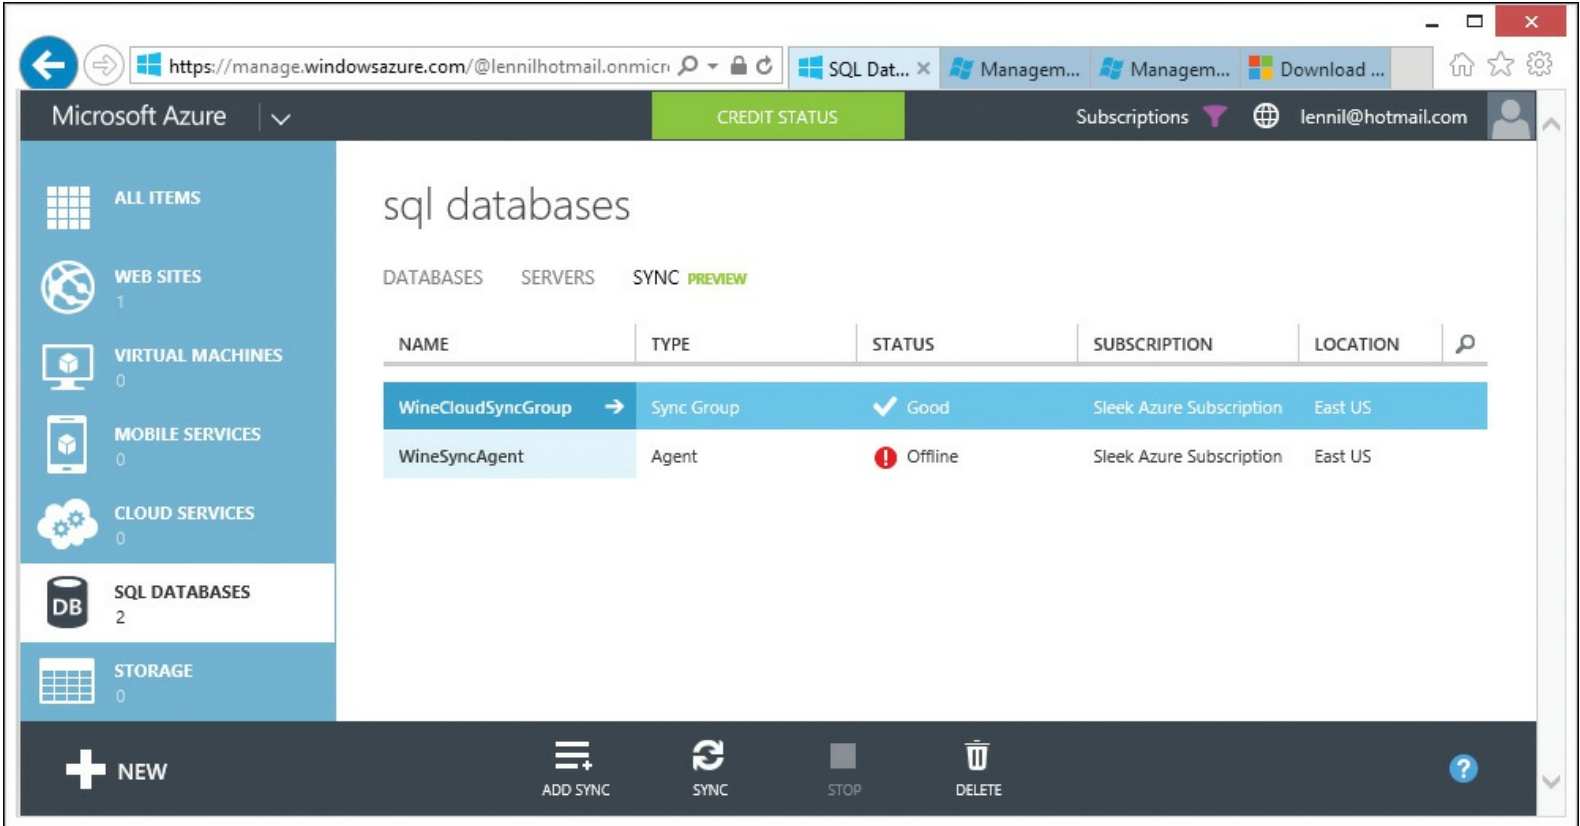 https://manage.windowsazure.com/@lennilhotmail.onmicr
SQL Dat...
Managem...
Managem...
Download ...
Microsoft Azure
CREDIT STATUS
Subscriptions
lennil@hotmail.com
ALL ITEMS
WEB SITES
1
VIRTUAL MACHINES
0
MOBILE SERVICES
0
CLOUD SERVICES
0
DB
SQL DATABASES
2
STORAGE
0
sql databases
DATABASES SERVERS SYNC PREVIEW
NAME TYPE STATUS SUBSCRIPTION LOCATION
WineCloudSyncGroup Sync Group Good Sleek Azure Subscription East US
WineSyncAgent Agent Offline Sleek Azure Subscription East US
NEW
ADD SYNC
SYNC
STOP
DELETE
?